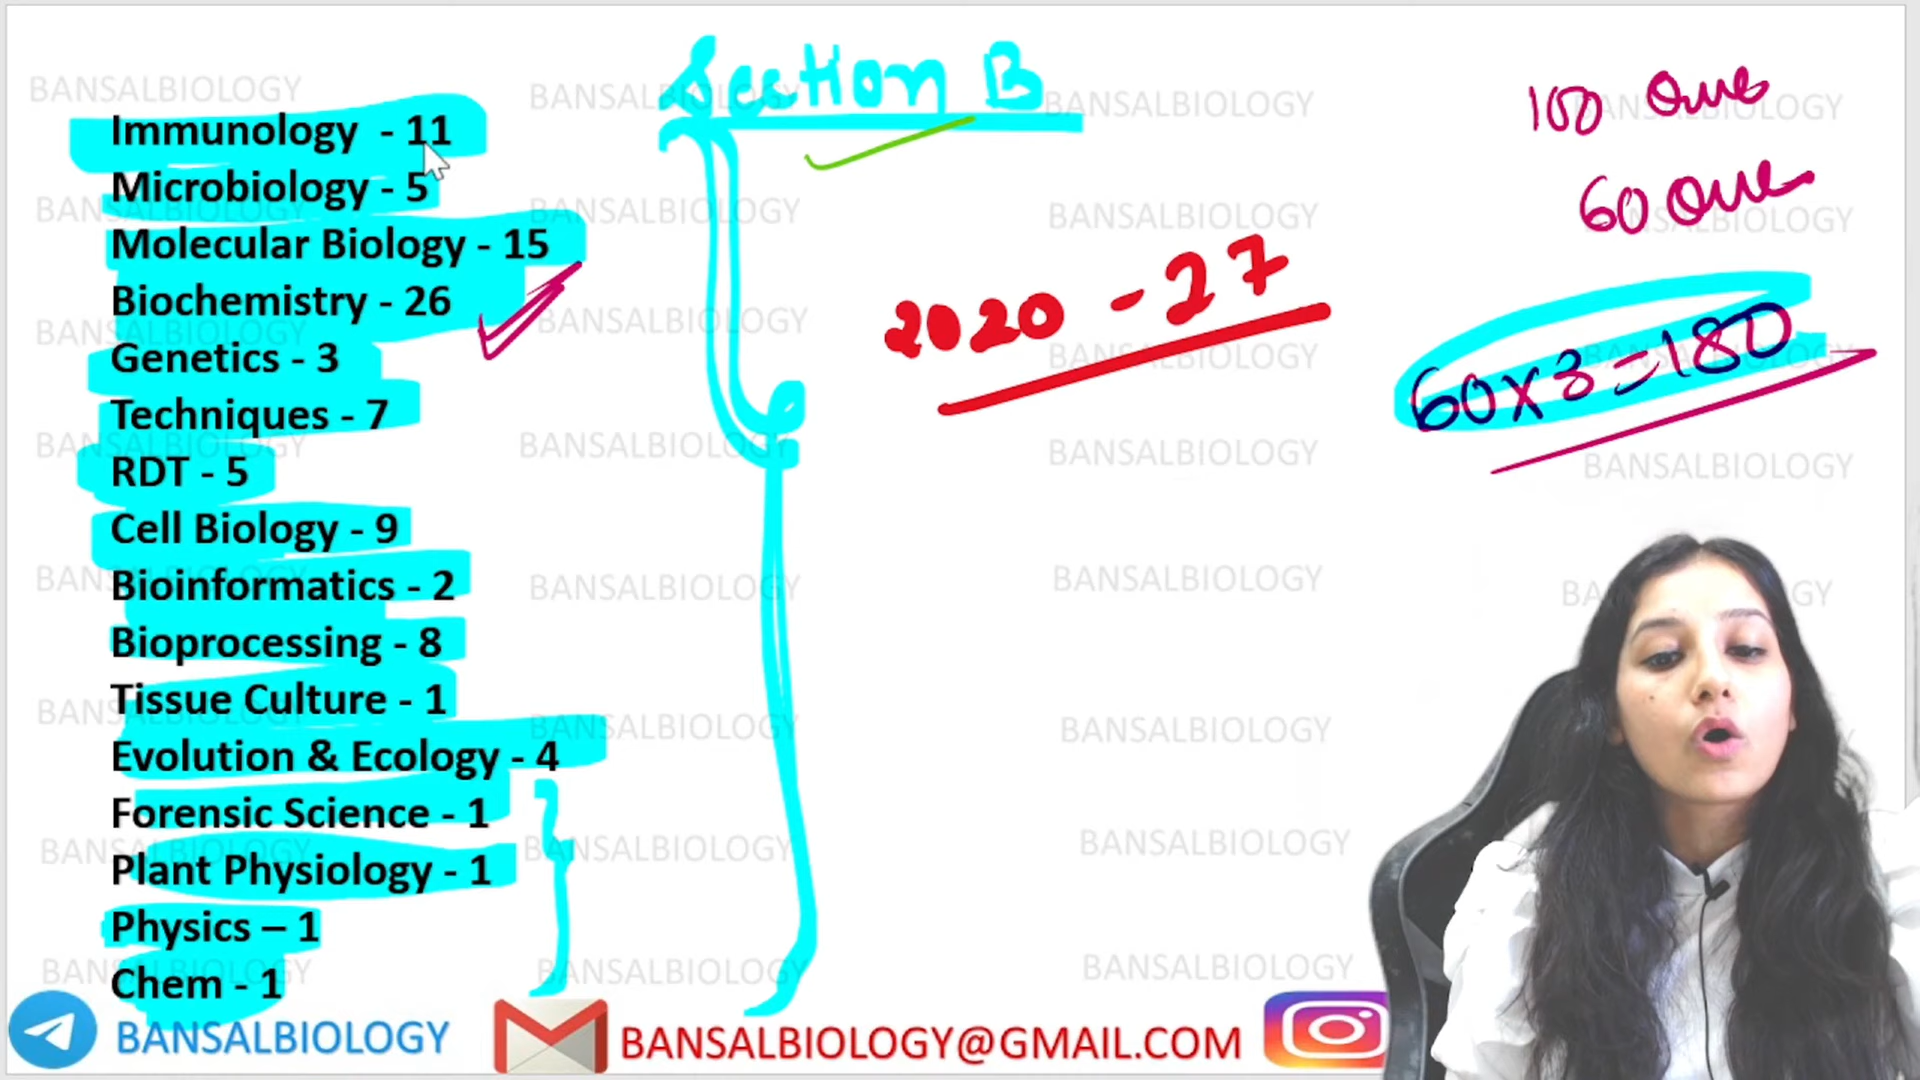 Section B
100 Que
60 Que
2020 - 27
60x3=180
Immunology - 11
Microbiology - 5
Molecular Biology - 15
Biochemistry - 26
Genetics - 3
Techniques - 7
RDT - 5
Cell Biology - 9
Bioinformatics - 2
Bioprocessing - 8
Tissue Culture - 1
Evolution & Ecology - 4
Forensic Science - 1
Plant Physiology - 1
Physics – 1
Chem - 1
BANSALBIOLOGY
BANSALBIOLOGY@GMAIL.COM